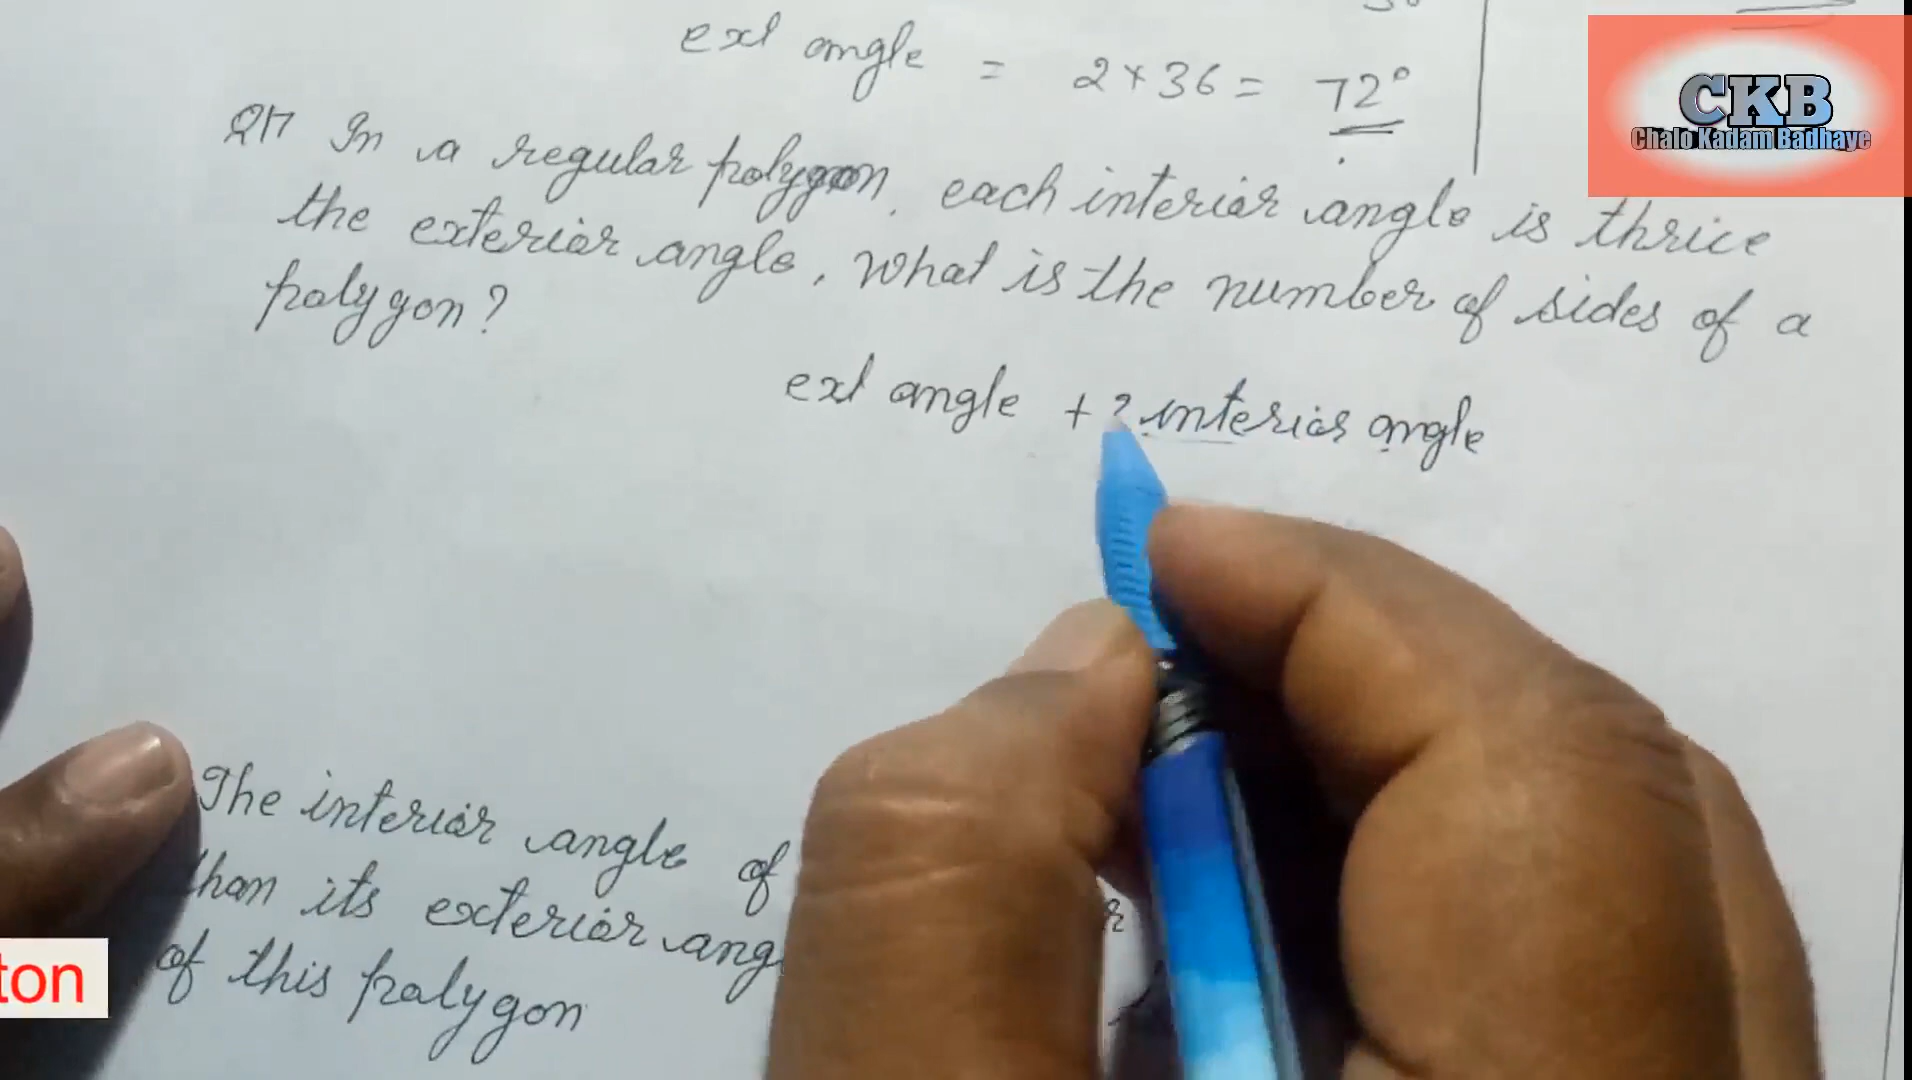 ext angle = 2×36 = 72°
CKB
Chalo Kadam Badhaye
Q17 In a regular polygon, each interior angle is thrice
the exterior angle, What is the number of sides of a
polygon?
ext angle + interior angle
The interior angle of
than its exterior
of this polygon
ton